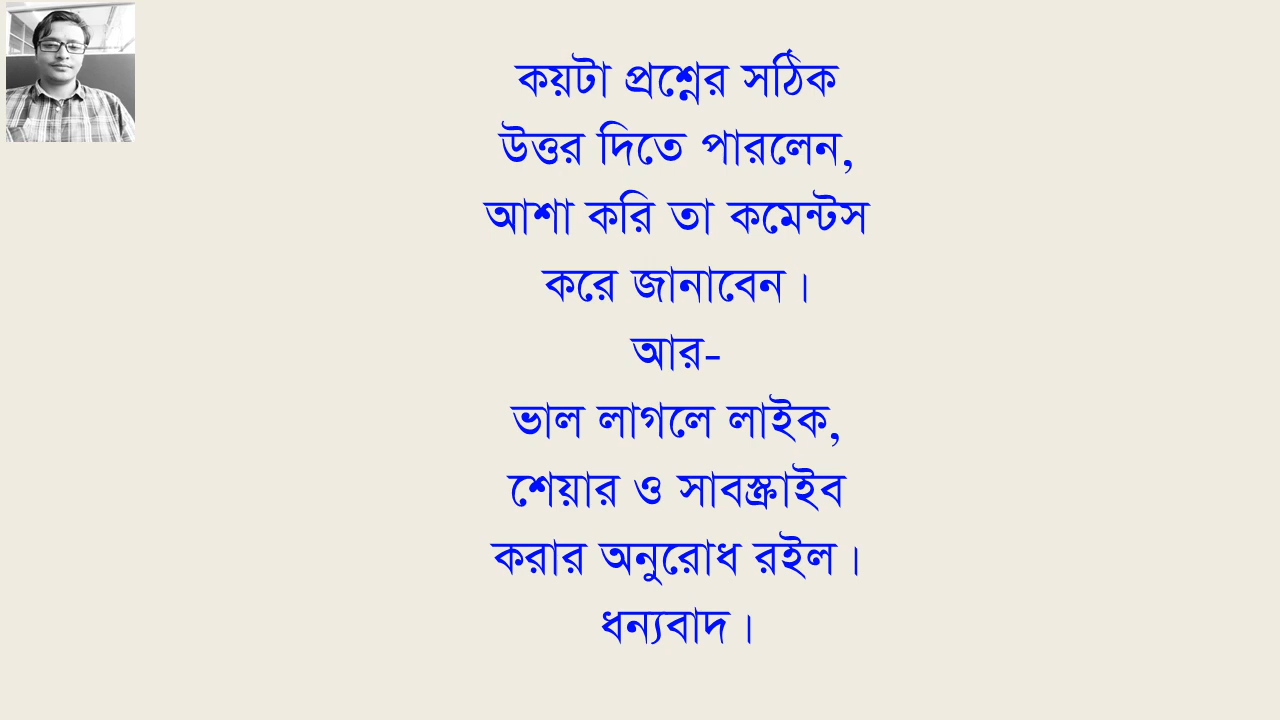 কয়টা প্রশ্নের সঠিক
উত্তর দিতে পারলেন,
আশা করি তা কমেন্টস
করে জানাবেন।
আর-
ভাল লাগলে লাইক,
শেয়ার ও সাবস্ক্রাইব
করার অনুরোধ রইল।
ধন্যবাদ।